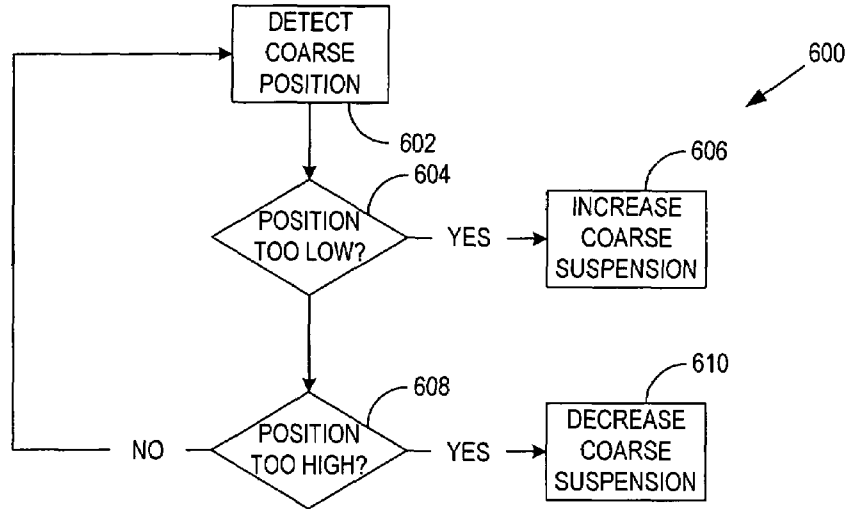 DETECT
COARSE
POSITION
600
602
604
606
POSITION
TOO LOW?
YES
INCREASE
COARSE
SUSPENSION
608
610
NO
POSITION
TOO HIGH?
YES
DECREASE
COARSE
SUSPENSION